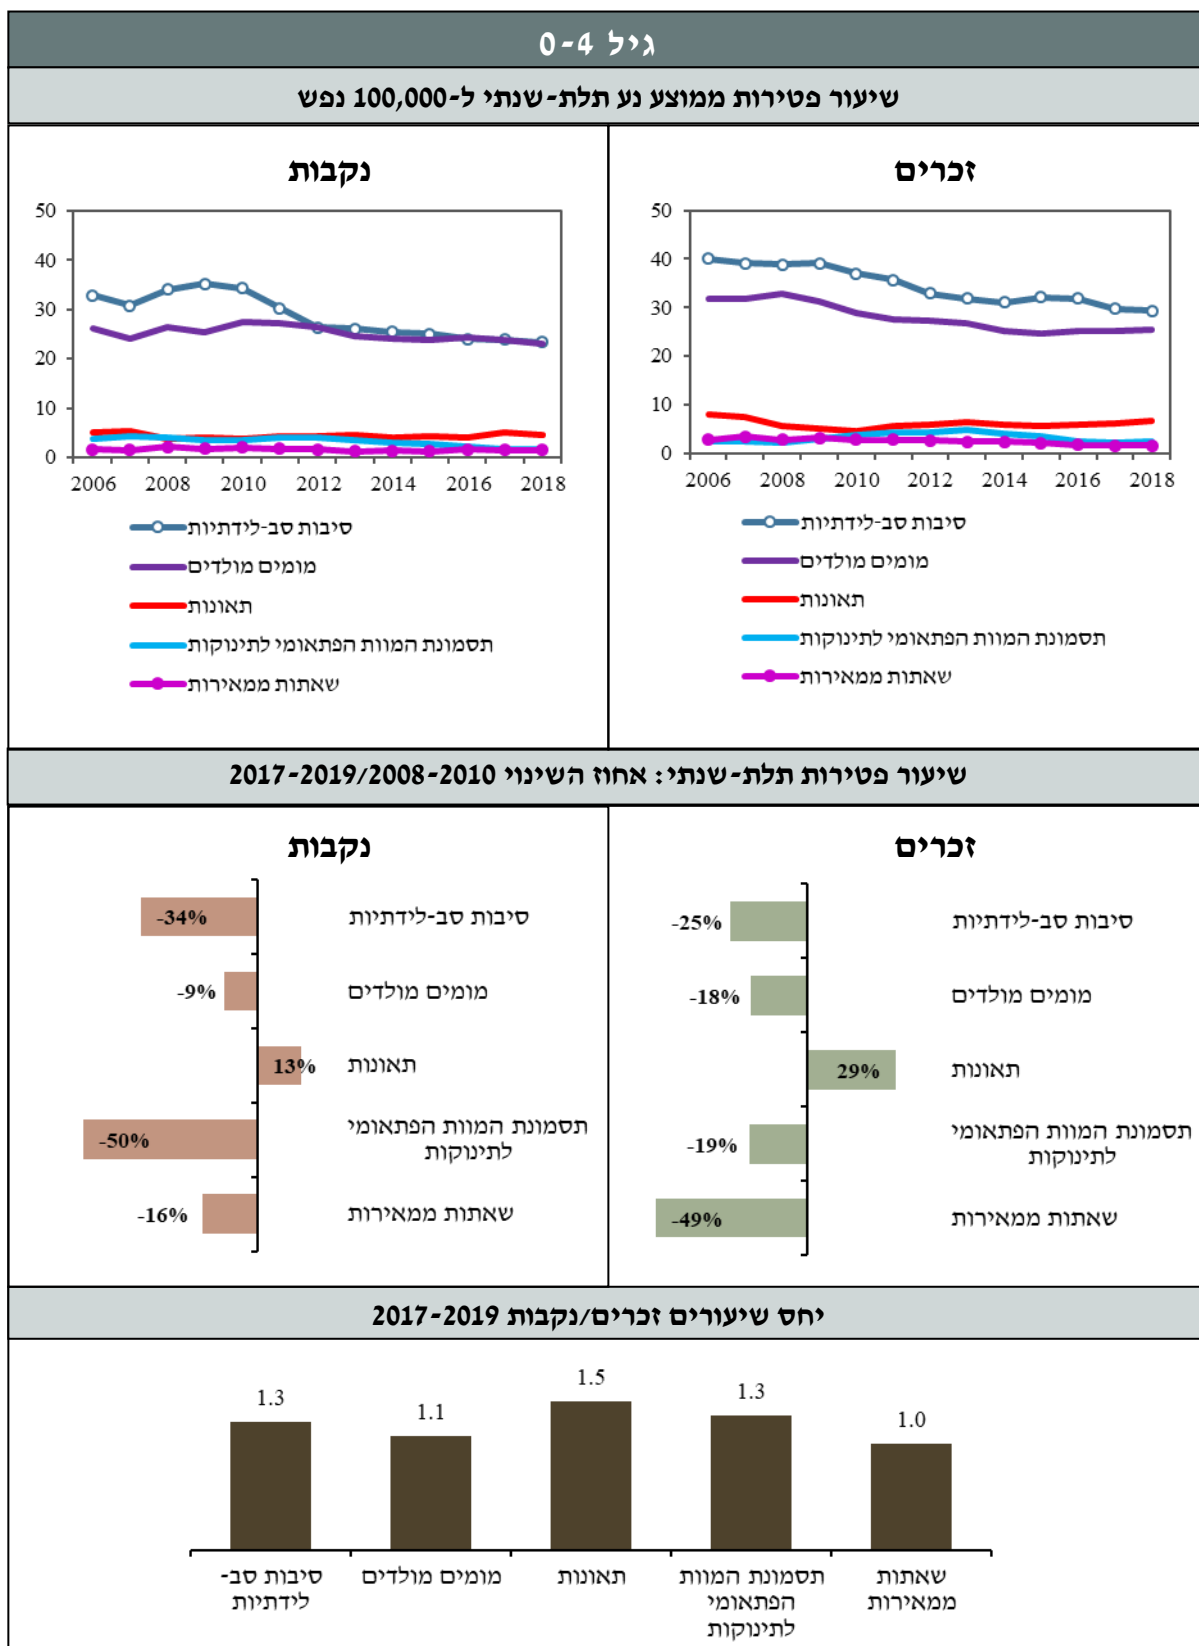 גיל 0-4
שיעור פטירות ממוצע נע תלת-שנתי ל-100,000 נפש
זכרים
50
40
30
20
10
0
2006 2008 2010 2012 2014 2016 2018
סיבות סב-לידתיות
מומים מולדים
תאונות
תסמונת המוות הפתאומי לתינוקות
שאתות ממאירות
נקבות
50
40
30
20
10
0
2006 2008 2010 2012 2014 2016 2018
סיבות סב-לידתיות
מומים מולדים
תאונות
תסמונת המוות הפתאומי לתינוקות
שאתות ממאירות
שיעור פטירות תלת-שנתי: אחוז השינוי 2017-2019/2008-2010
זכרים
סיבות סב-לידתיות -25%
מומים מולדים -18%
תאונות 29%
תסמונת המוות הפתאומי
לתינוקות -19%
שאתות ממאירות -49%
נקבות
סיבות סב-לידתיות -34%
מומים מולדים -9%
תאונות 13%
תסמונת המוות הפתאומי
לתינוקות -50%
שאתות ממאירות -16%
יחס שיעורים זכרים/נקבות 2017-2019
1.3 1.1 1.5 1.3 1.0
סיבות סב-
לידתיות
מומים מולדים
תאונות
תסמונת המוות
הפתאומי
לתינוקות
שאתות
ממאירות